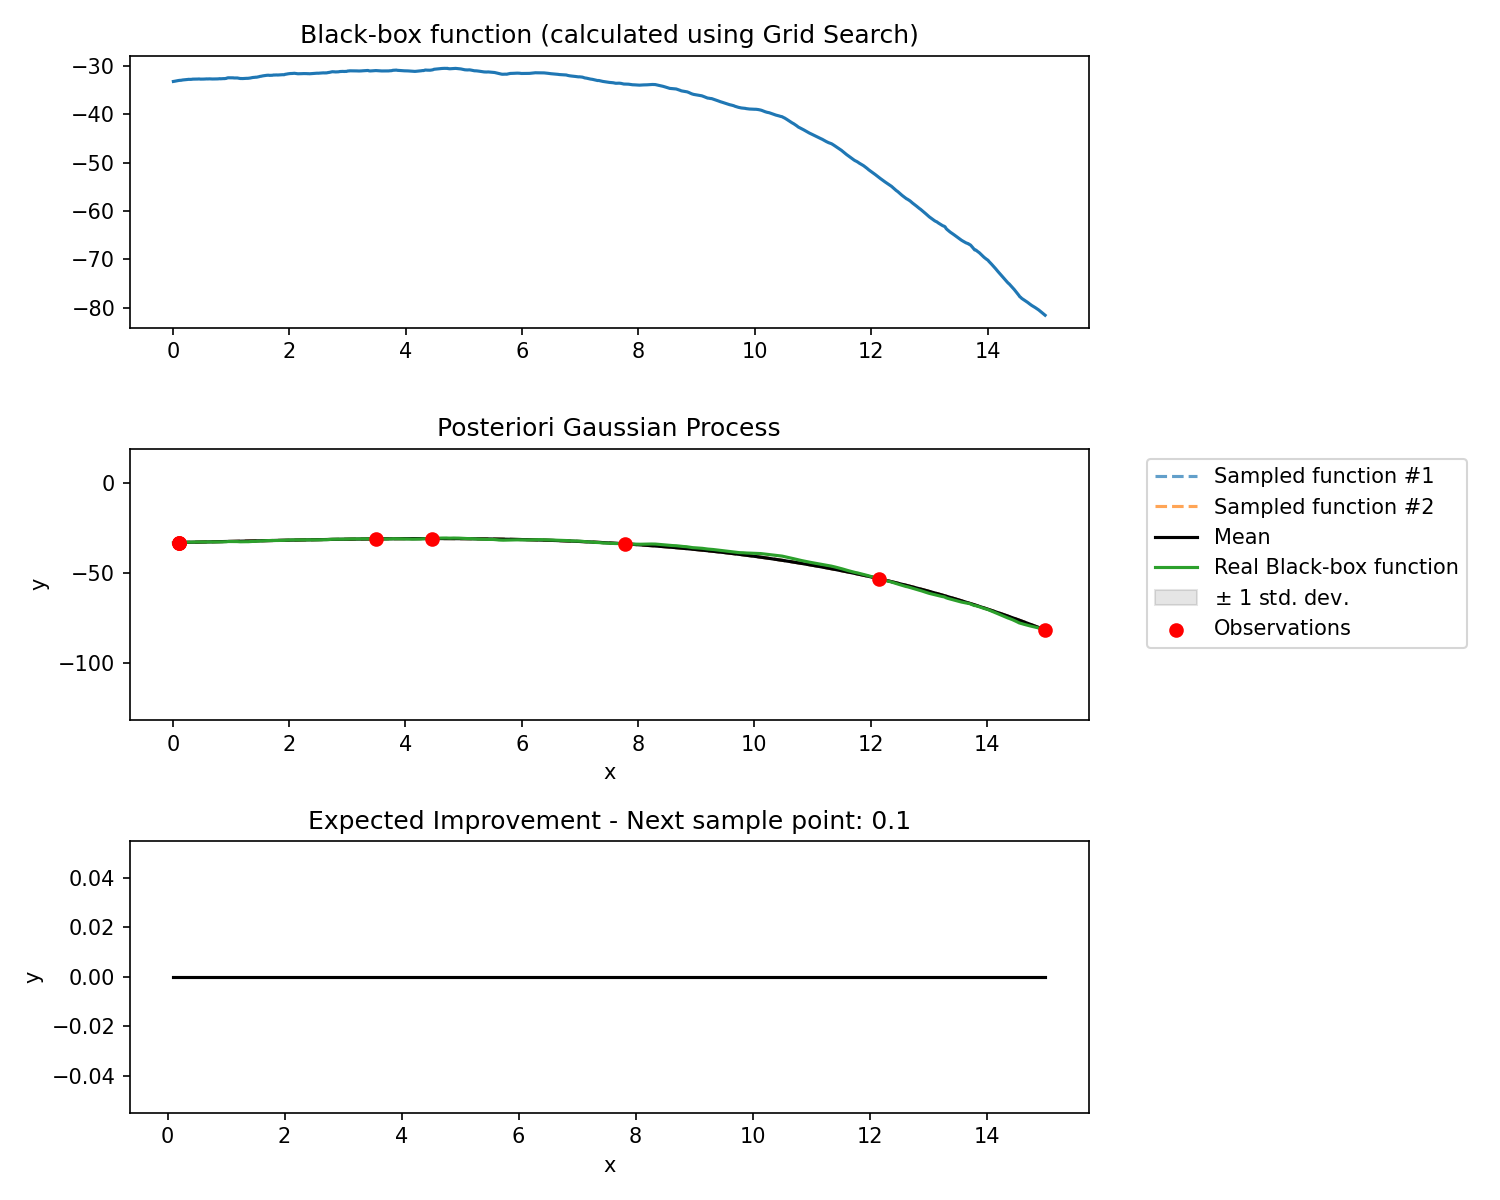 Black-box function (calculated using Grid Search)
−30
−40
−50
−60
−70
−80
0 2 4 6 8 10 12 14
Posteriori Gaussian Process
0
−50
−100
y
0 2 4 6 8 10 12 14
x
Sampled function #1
Sampled function #2
Mean
Real Black-box function
± 1 std. dev.
Observations
Expected Improvement - Next sample point: 0.1
0.04
0.02
0.00
−0.02
−0.04
y
0 2 4 6 8 10 12 14
x